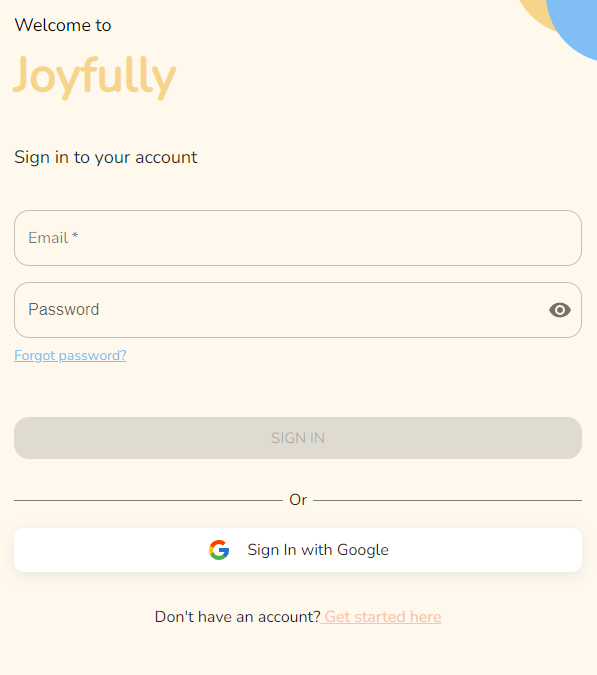 Welcome to
Joyfully
Sign in to your account
Email *
Password
Forgot password?
SIGN IN
Or
Sign In with Google
Don't have an account? Get started here